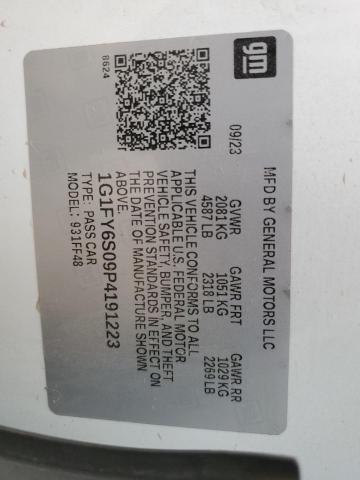 gm
MFD BY GENERAL MOTORS LLC
09/23
GVWR
2081 KG
4587 LB
GAWR FRT
1051 KG
2318 LB
GAWR RR
1029 KG
2269 LB
THIS VEHICLE CONFORMS TO ALL
APPLICABLE U.S. FEDERAL MOTOR
VEHICLE SAFETY, BUMPER, AND THEFT
PREVENTION STANDARDS IN EFFECT ON
THE DATE OF MANUFACTURE SHOWN
ABOVE.
8624
1G1FY6S09P4191223
TYPE: PASS CAR
MODEL: 931FF48